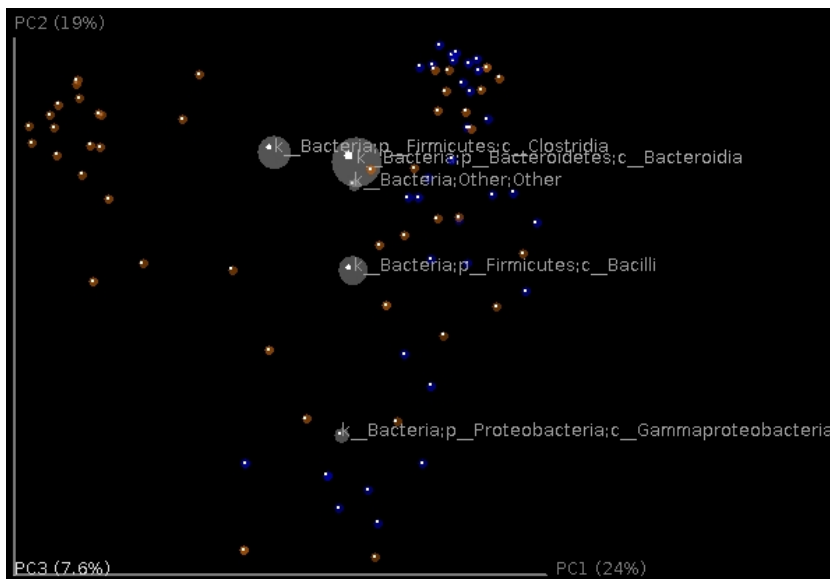 PC2 (19%)
k__Bacteria;p__Firmicutes;c__Clostridia
k__Bacteria;p__Bacteroidetes;c__Bacteroidia
k__Bacteria;Other;Other
k__Bacteria;p__Firmicutes;c__Bacilli
k__Bacteria;p__Proteobacteria;c__Gammaproteobacteria
PC3 (7.6%)
PC1 (24%)